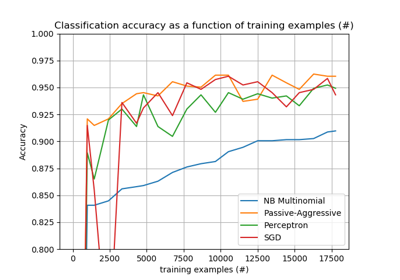 Classification accuracy as a function of training examples (#)
1.000
0.975
0.950
0.925
0.900
0.875
0.850
0.825
0.800
Accuracy
NB Multinomial
Passive-Aggressive
Perceptron
SGD
0 2500 5000 7500 10000 12500 15000 17500
training examples (#)